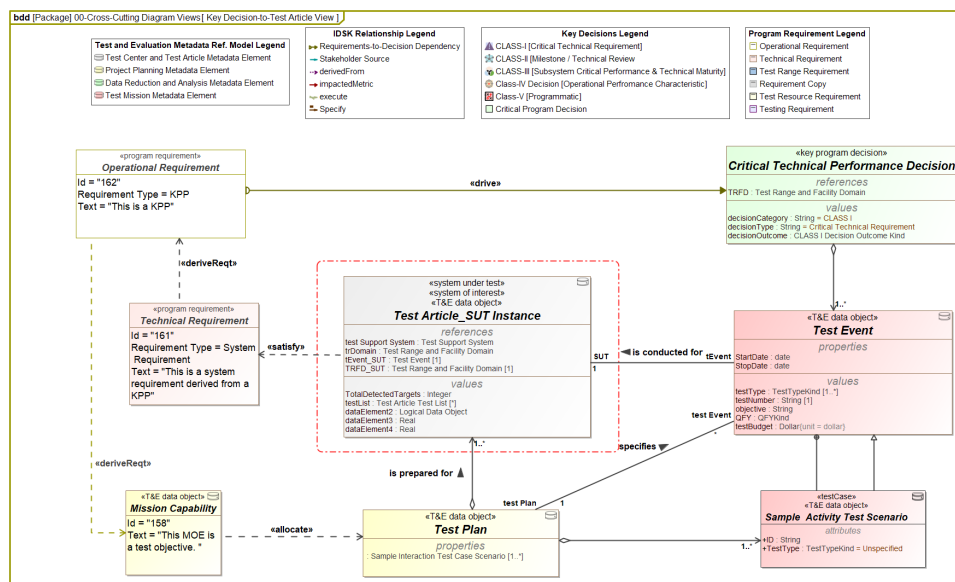 bdd [Package] 00-Cross-Cutting Diagram Views[ Key Decision-to-Test Article View ]
Test and Evaluation Metadata Ref. Model Legend
Test Center and Test Article Metadata Element
Project Planning Metadata Element
Data Reduction and Analysis Metadata Element
Test Mission Metadata Element
IDSK Relationship Legend
Requirements-to-Decision Dependency
Stakeholder Source
derivedFrom
impactedMetric
execute
Specify
Key Decisions Legend
CLASS-I [Critical Technical Requirement]
CLASS-II [Milestone / Technical Review
CLASS-III [Subsystem Critical Performance & Technical Maturity]
Class-IV Decision [Operational Perfromance Characteristic]
Class-V [Programmatic]
Critical Program Decision
Program Requirement Legend
Operational Requirement
Technical Requirement
Test Range Requirement
Requirement Copy
Test Resource Requirement
Testing Requirement
«program requirement»
Operational Requirement
Id = "162"
Requirement Type = KPP
Text = "This is a KPP"
«drive»
«key program decision»
Critical Technical Performance Decision
references
TRFD : Test Range and Facility Domain
values
decisionCategory : String = CLASS I
decisionType : String = Critical Technical Requirement
decisionOutcome : CLASS I Decision Outcome Kind
1..*
«deriveReqt»
«program requirement»
Technical Requirement
Id = "161"
Requirement Type = System
Requirement
Text = "This is a system
requirement derived from a
KPP"
«satisfy»
«system under test»
«system of interest»
«T&E data object»
Test Article_SUT Instance
references
test Support System : Test Support System
trDomain : Test Range and Facility Domain
tEvent_SUT : Test Event [1]
TRFD_SUT : Test Range and Facility Domain [1]
values
TotalDetectedTargets : Integer
testList : Test Article Test List [*]
dataElement2 : Logical Data Object
dataElement3 : Real
dataElement4 : Real
1..*
SUT
1
is conducted for
tEvent
«T&E data object»
Test Event
properties
StartDate : date
StopDate : date
values
testType : TestTypeKind [1..*]
testNumber : String [1]
objective : String
QFY : QFYKind
testBudget : Dollar{unit = dollar}
test Event
*
specifies
is prepared for
test Plan
1
«deriveReqt»
«T&E data object»
Mission Capability
Id = "158"
Text = "This MOE is
a test objective. "
«allocate»
«T&E data object»
Test Plan
properties
: Sample Interaction Test Case Scenario [1..*]
1..*
«testCase»
Sample Activity Test Scenario
attributes
+ID : String
+TestType : TestTypeKind = Unspecified